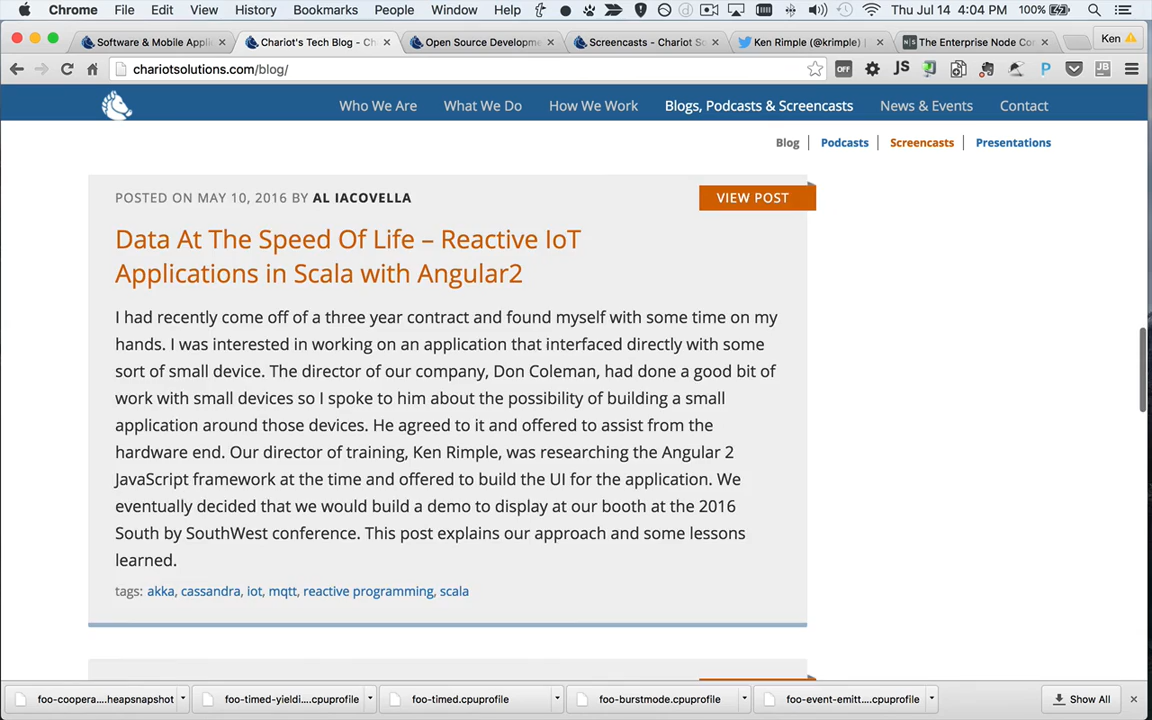 Chrome File Edit View History Bookmarks People Window Help Thu Jul 14 4:04 PM 100%
Software & Mobile Appli Chariot's Tech Blog - Ch Open Source Developme Screencasts - Chariot So Ken Rimple (@krimple) | The Enterprise Node Co Ken
chariotsolutions.com/blog/ OFF JS P JB
Who We Are What We Do How We Work Blogs, Podcasts & Screencasts News & Events Contact
Blog Podcasts Screencasts Presentations
POSTED ON MAY 10, 2016 BY AL IACOVELLA VIEW POST
Data At The Speed Of Life – Reactive IoT
Applications in Scala with Angular2
I had recently come off of a three year contract and found myself with some time on my
hands. I was interested in working on an application that interfaced directly with some
sort of small device. The director of our company, Don Coleman, had done a good bit of
work with small devices so I spoke to him about the possibility of building a small
application around those devices. He agreed to it and offered to assist from the
hardware end. Our director of training, Ken Rimple, was researching the Angular 2
JavaScript framework at the time and offered to build the UI for the application. We
eventually decided that we would build a demo to display at our booth at the 2016
South by SouthWest conference. This post explains our approach and some lessons
learned.
tags: akka, cassandra, iot, mqtt, reactive programming, scala
foo-coopera....heapsnapshot foo-timed-yieldi....cpuprofile foo-timed.cpuprofile foo-burstmode.cpuprofile foo-event-emitt....cpuprofile Show All